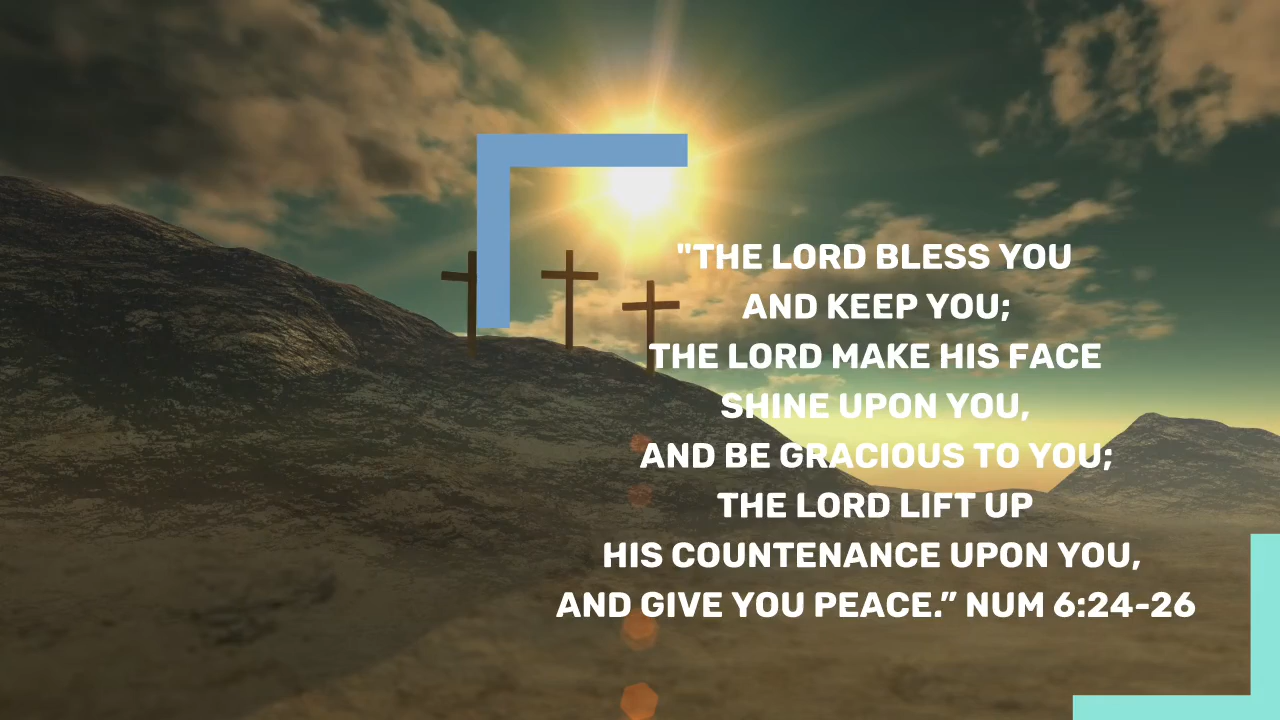 "THE LORD BLESS YOU
AND KEEP YOU;
THE LORD MAKE HIS FACE
SHINE UPON YOU,
AND BE GRACIOUS TO YOU;
THE LORD LIFT UP
HIS COUNTENANCE UPON YOU,
AND GIVE YOU PEACE.” NUM 6:24-26